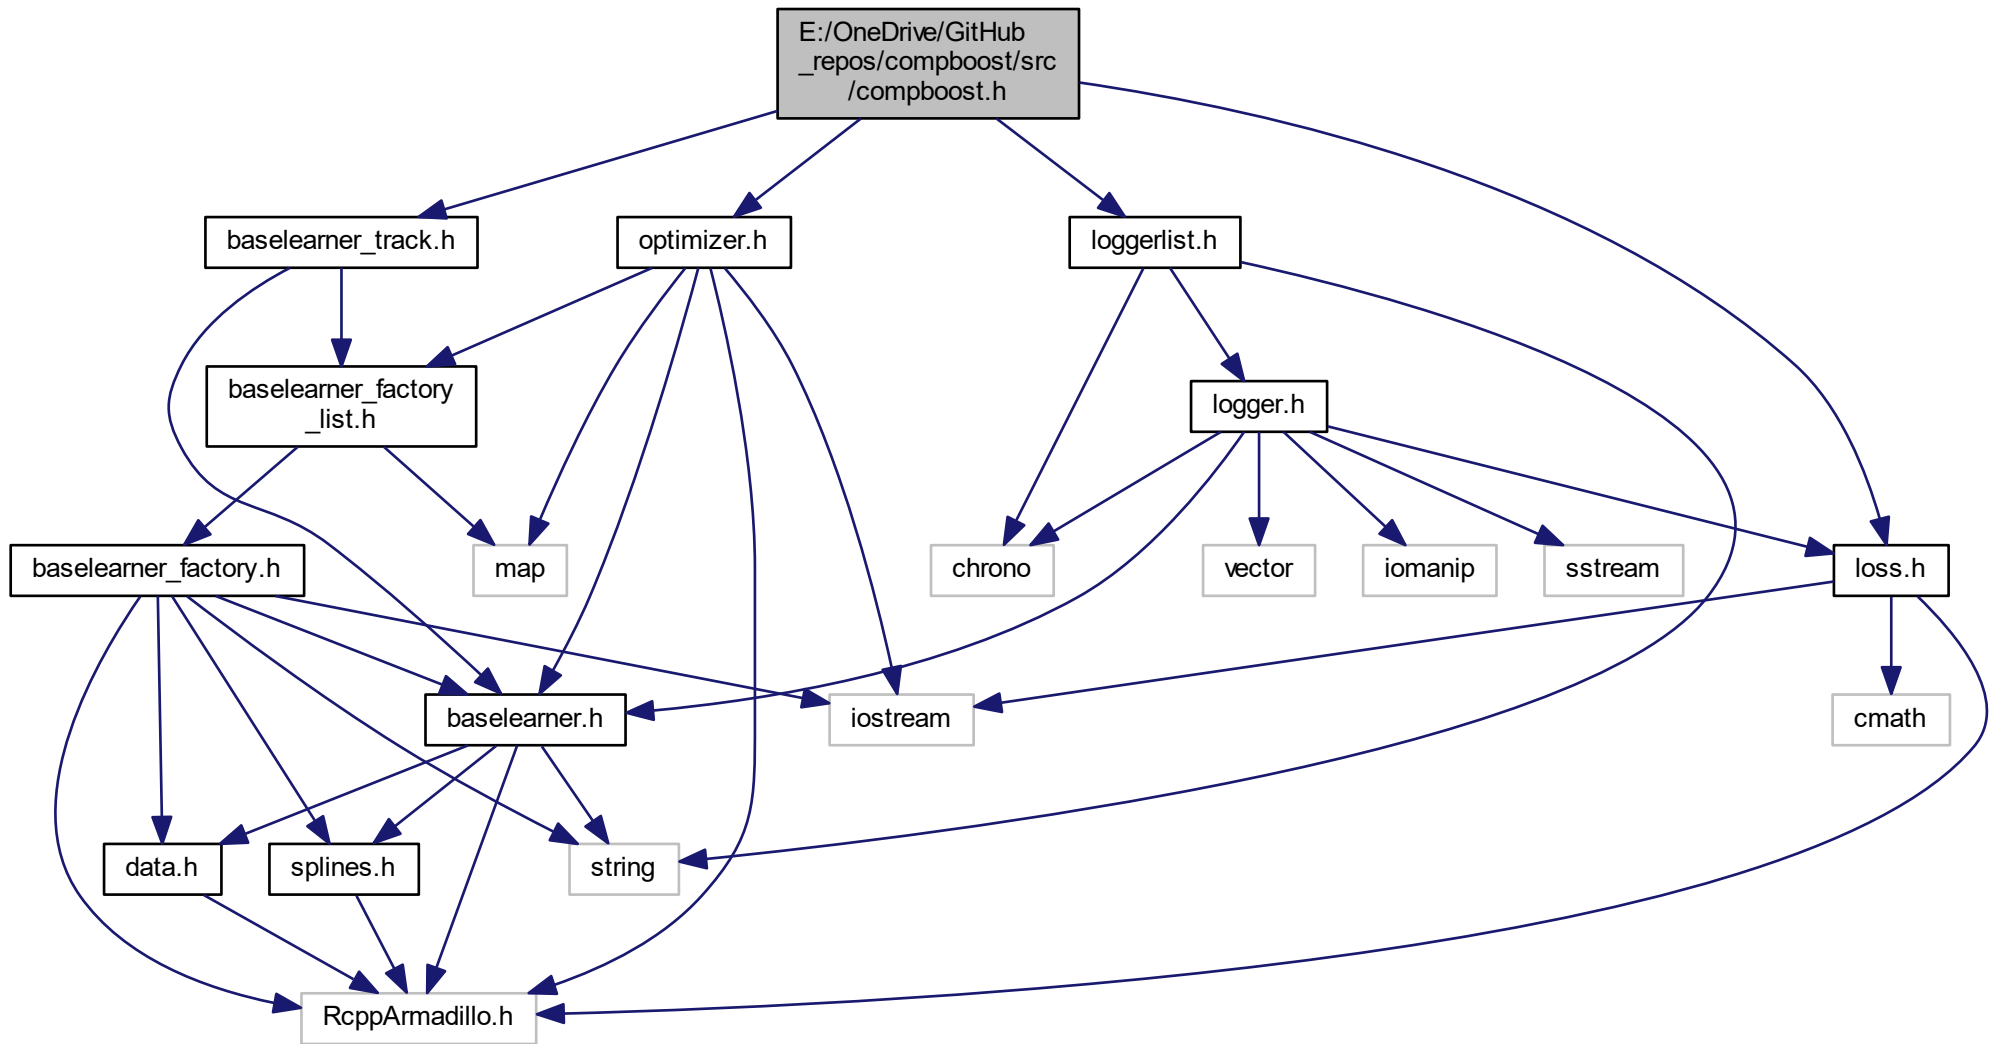 E:/OneDrive/GitHub
_repos/compboost/src
/compboost.h
baselearner_track.h
optimizer.h
loggerlist.h
baselearner_factory
_list.h
logger.h
baselearner_factory.h
map
chrono
vector
iomanip
sstream
loss.h
baselearner.h
iostream
cmath
data.h
splines.h
string
RcppArmadillo.h